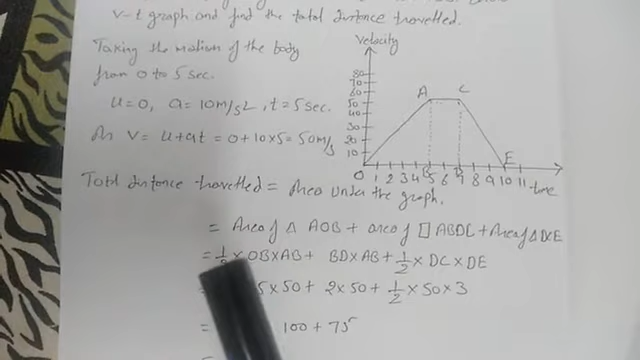 v-t graph and find the total distance travelled.
Taking the motion of the body
from 0 to 5 sec.
u=0, a=10m/s2, t=5sec.
As v=u+at=0+10×5=50m/s
Velocity
80
70
60
50
40
30
20
10
A C
B D E
0 1 2 3 4 5 6 7 8 9 10 11 time
Total distance travelled = Area under the graph.
= Area of △ AOB + area of □ ABDC + Area of △ DCE
= 1/2 × OB×AB + BD×AB + 1/2 × DC × DE
5×50 + 2×50 + 1/2 × 50×3
= 100 + 75